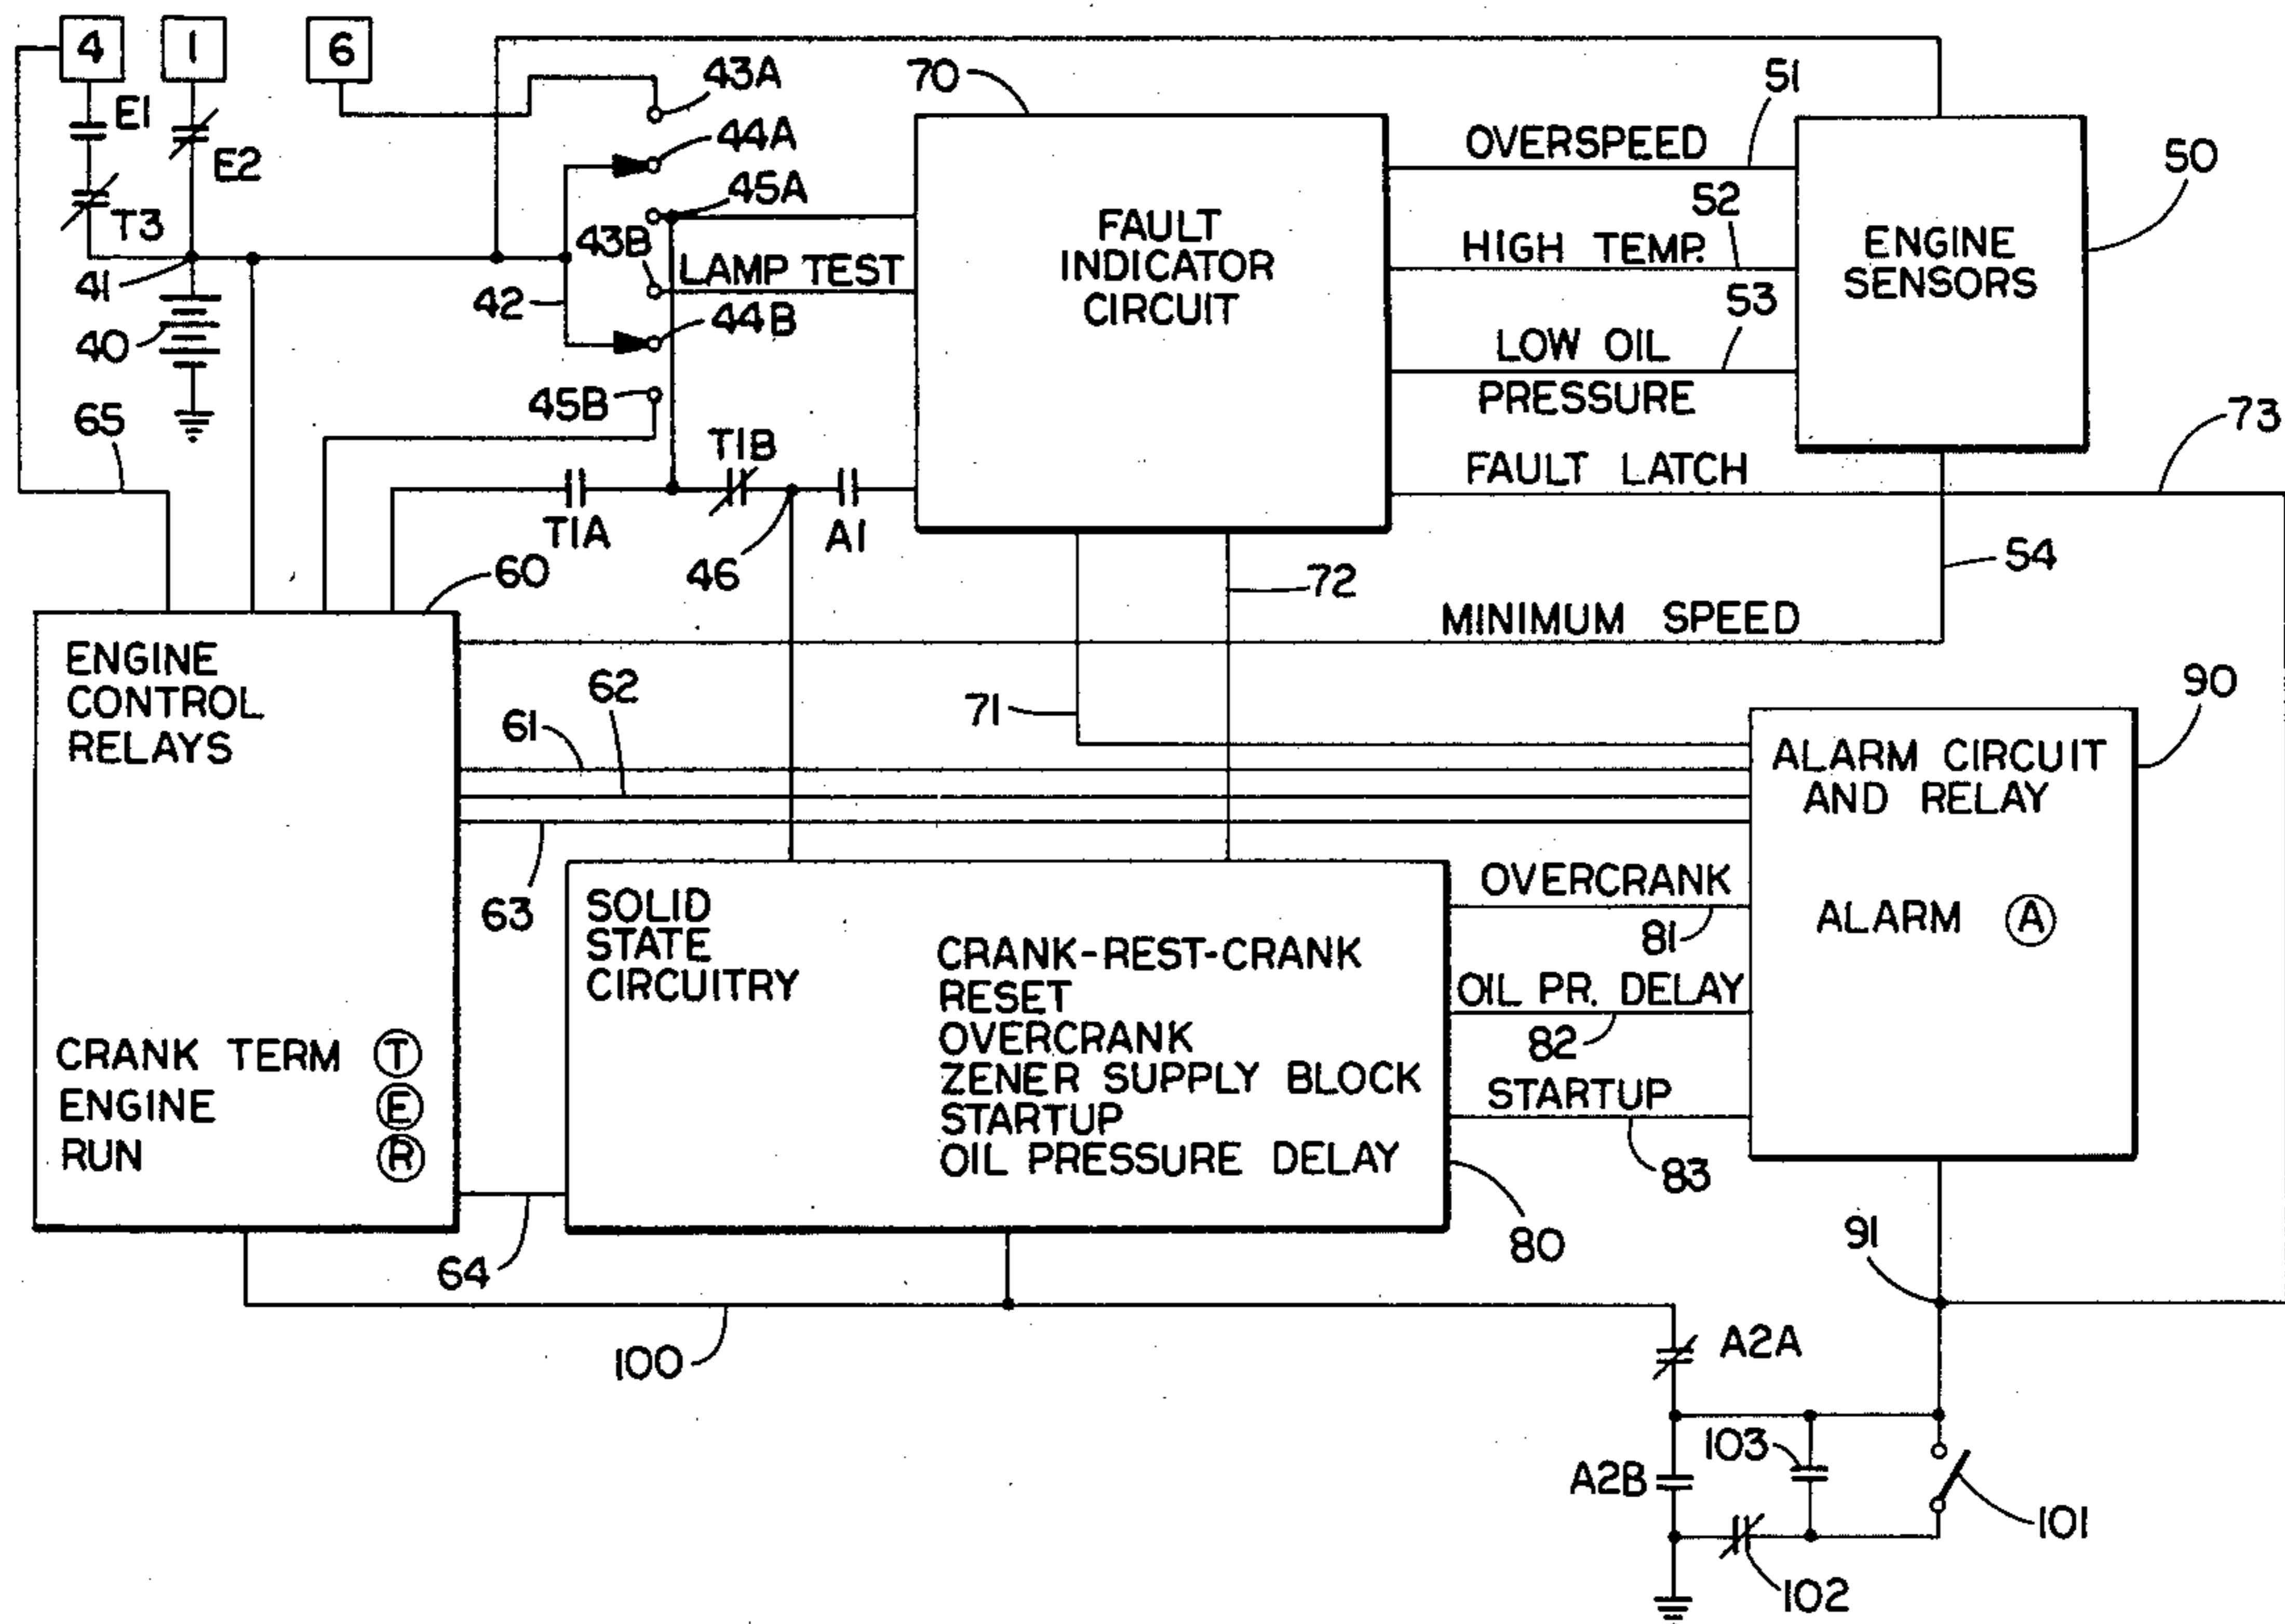 4
1
6
43A
70
51
E1
44A
OVERSPEED
E2
45A
52
50
T3
43B
FAULT
INDICATOR
CIRCUIT
HIGH TEMP.
ENGINE
SENSORS
41
LAMP TEST
53
42
44B
40
LOW OIL
PRESSURE
45B
65
73
T1B
FAULT LATCH
T1A
A1
46
60
54
72
MINIMUM SPEED
ENGINE
CONTROL
RELAYS
62
90
71
61
ALARM CIRCUIT
AND RELAY
63
SOLID
STATE
CIRCUITRY
OVERCRANK
81
ALARM A
CRANK-REST-CRANK
RESET
OVERCRANK
ZENER SUPPLY BLOCK
STARTUP
OIL PRESSURE DELAY
OIL PR. DELAY
82
CRANK TERM T
ENGINE E
RUN R
STARTUP
83
64
80
91
100
A2A
103
A2B
101
102